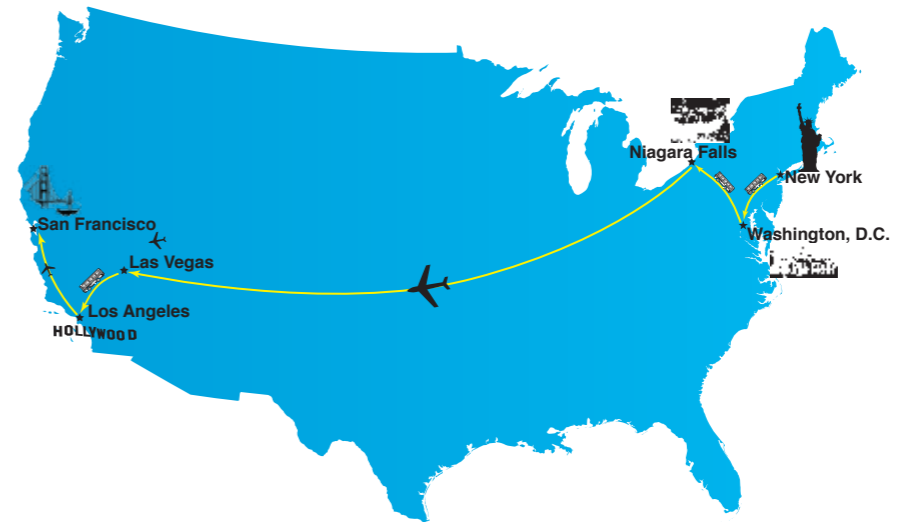 Niagara Falls
New York
San Francisco
Washington, D.C.
Las Vegas
Los Angeles
HOLLYWOOD